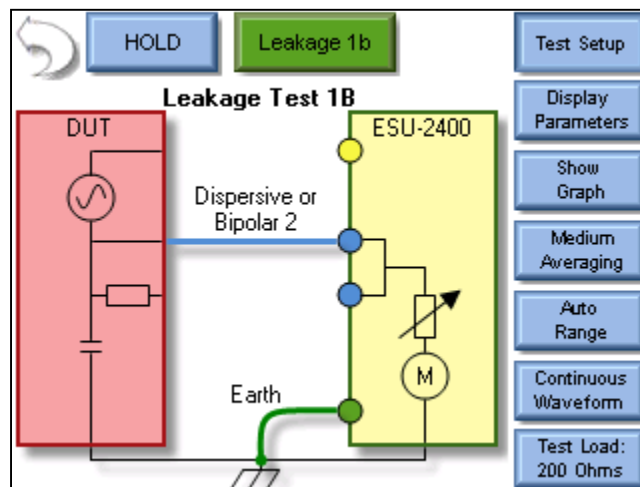 HOLD
Leakage 1b
Test Setup
Leakage Test 1B
DUT
ESU-2400
Display
Parameters
Dispersive or
Bipolar 2
Show
Graph
Medium
Averaging
Auto
Range
M
Earth
Continuous
Waveform
Test Load:
200 Ohms